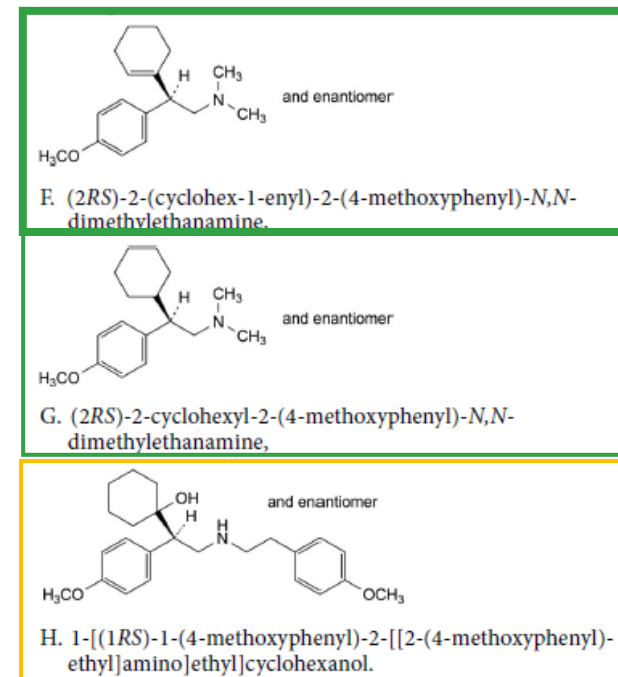 H CH₃
N
CH₃
and enantiomer
H₃CO
F. (2RS)-2-(cyclohex-1-enyl)-2-(4-methoxyphenyl)-N,N-
dimethylethanamine,
H CH₃
N
CH₃
and enantiomer
H₃CO
G. (2RS)-2-cyclohexyl-2-(4-methoxyphenyl)-N,N-
dimethylethanamine,
OH
and enantiomer
H
H
N
H₃CO
OCH₃
H. 1-[(1RS)-1-(4-methoxyphenyl)-2-[[2-(4-methoxyphenyl)-
ethyl]amino]ethyl]cyclohexanol.